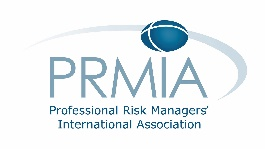 PRMIA
Professional Risk Managers'
International Association